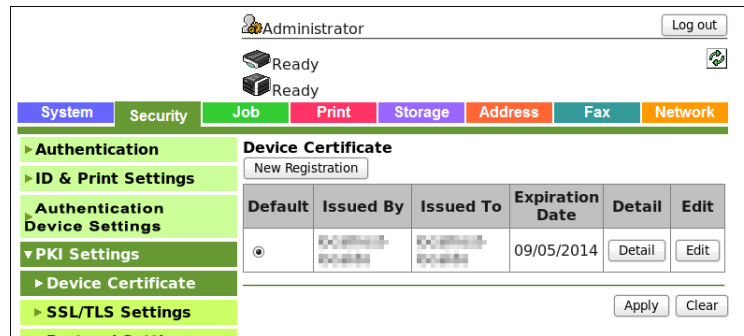 Administrator
Log out
Ready
Ready
System Security Job Print Storage Address Fax Network
Authentication
ID & Print Settings
Authentication
Device Settings
PKI Settings
Device Certificate
SSL/TLS Settings
Device Certificate
New Registration
Default Issued By Issued To Expiration Date Detail Edit
09/05/2014 Detail Edit
Apply Clear